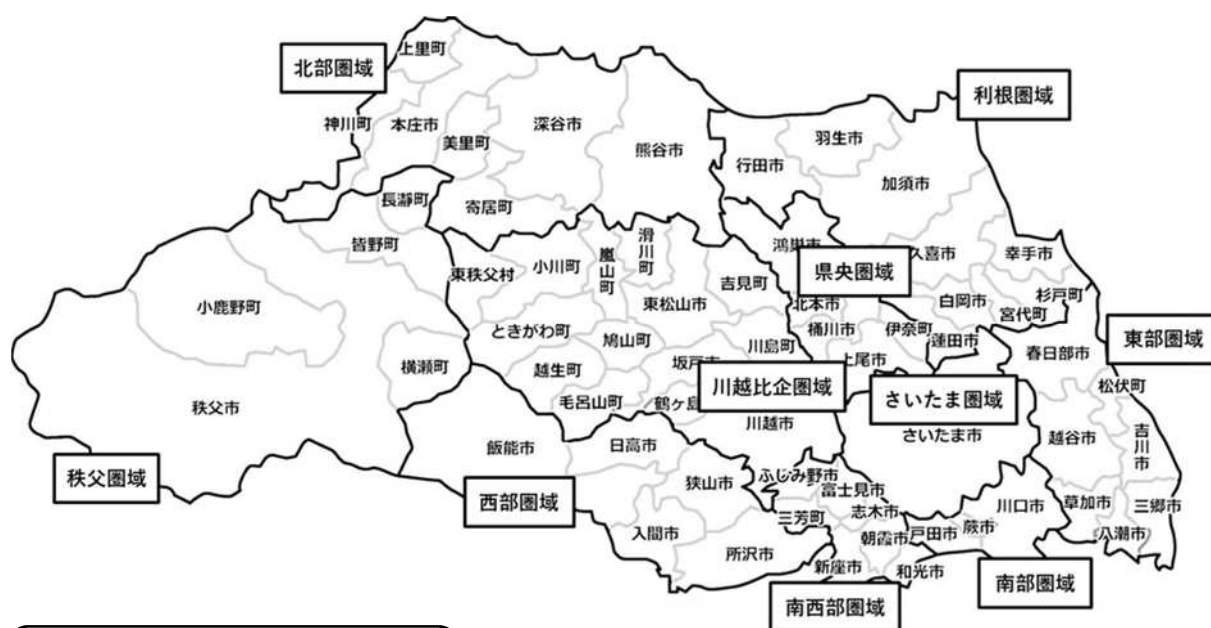 上里町
北部圏域
利根圏域
神川町
本庄市
美里町
深谷市
熊谷市
行田市
羽生市
加須市
長瀞町
寄居町
皆野町
鴻巣市
県央圏域
久喜市
幸手市
東秩父村
小川町
嵐山町
滑川町
吉見町
東松山市
小鹿野町
北本市
白岡市
杉戸町
宮代町
ときがわ町
鳩山町
川島町
桶川市
伊奈町
蓮田市
春日部市
東部圏域
横瀬町
越生町
坂戸市
上尾市
川越比企圏域
さいたま圏域
松伏町
秩父市
毛呂山町
鶴ヶ島
川越市
さいたま市
越谷市
吉川市
飯能市
日高市
秩父圏域
西部圏域
狭山市
ふじみ野市
富士見市
三芳町
志木市
川口市
草加市
三郷市
入間市
所沢市
朝霞市
戸田市
蕨市
八潮市
新座市
和光市
南部圏域
南西部圏域